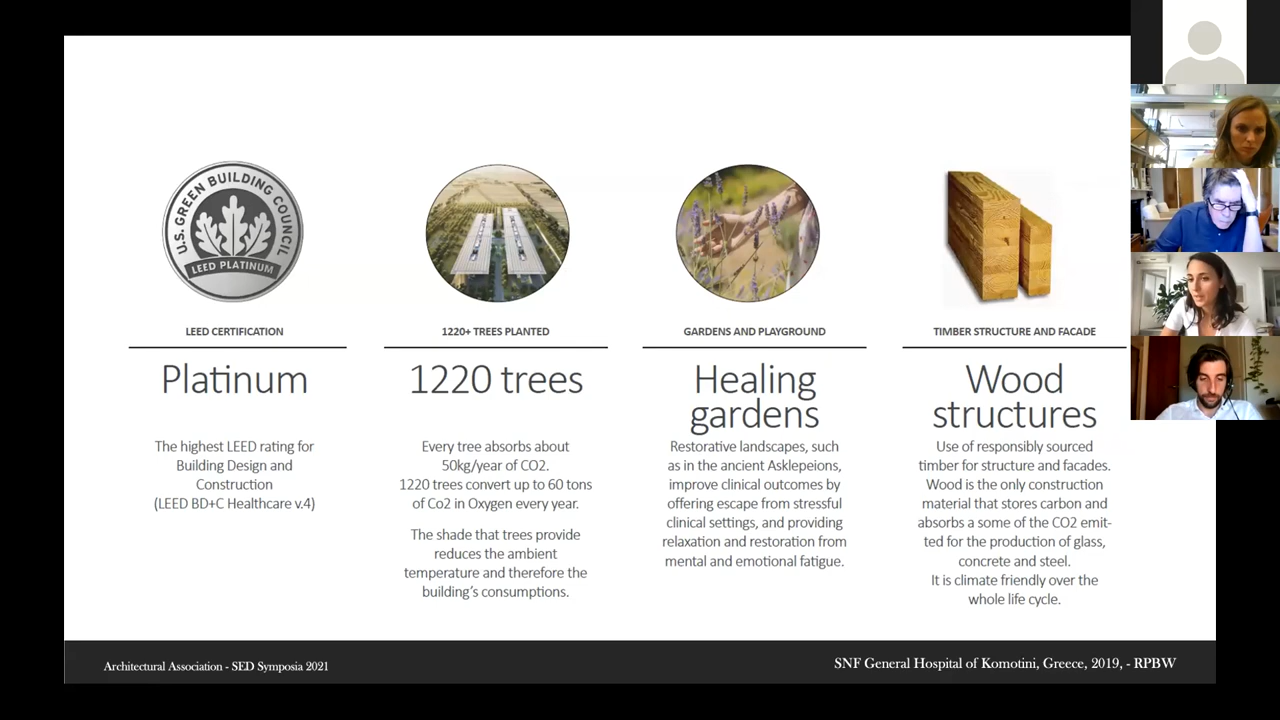 U.S. GREEN BUILDING COUNCIL
LEED PLATINUM
LEED CERTIFICATION
Platinum
The highest LEED rating for
Building Design and
Construction
(LEED BD+C Healthcare v.4)
1220+ TREES PLANTED
1220 trees
Every tree absorbs about
50kg/year of CO2.
1220 trees convert up to 60 tons
of Co2 in Oxygen every year.
The shade that trees provide
reduces the ambient
temperature and therefore the
building’s consumptions.
GARDENS AND PLAYGROUND
Healing
gardens
Restorative landscapes, such
as in the ancient Asklepeions,
improve clinical outcomes by
offering escape from stressful
clinical settings, and providing
relaxation and restoration from
mental and emotional fatigue.
TIMBER STRUCTURE AND FACADE
Wood
structures
Use of responsibly sourced
timber for structure and facades.
Wood is the only construction
material that stores carbon and
absorbs a some of the CO2 emit-
ted for the production of glass,
concrete and steel.
It is climate friendly over the
whole life cycle.
Architectural Association - SED Symposia 2021
SNF General Hospital of Komotini, Greece, 2019, - RPBW